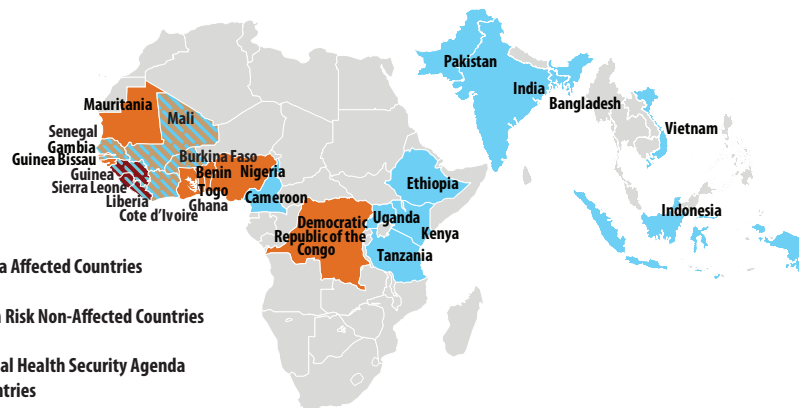 Pakistan
India
Bangladesh
Vietnam
Indonesia
Mauritania
Mali
Senegal
Gambia
Guinea Bissau
Guinea
Sierra Leone
Liberia
Cote d’Ivoire
Burkina Faso
Benin
Nigeria
Togo
Ghana
Cameroon
Ethiopia
Democratic
Republic of the
Congo
Uganda
Kenya
Tanzania
a Affected Countries
Risk Non-Affected Countries
al Health Security Agenda
ntries